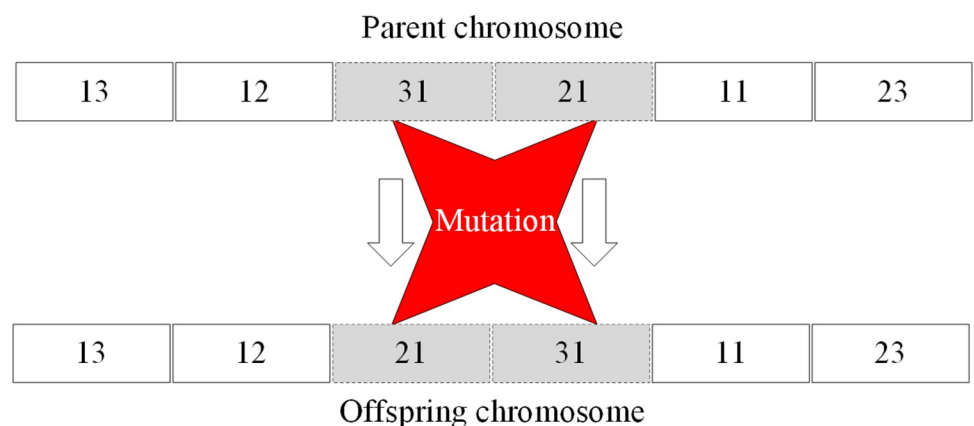 Parent chromosome
13 12 31 21 11 23
Mutation
13 12 21 31 11 23
Offspring chromosome